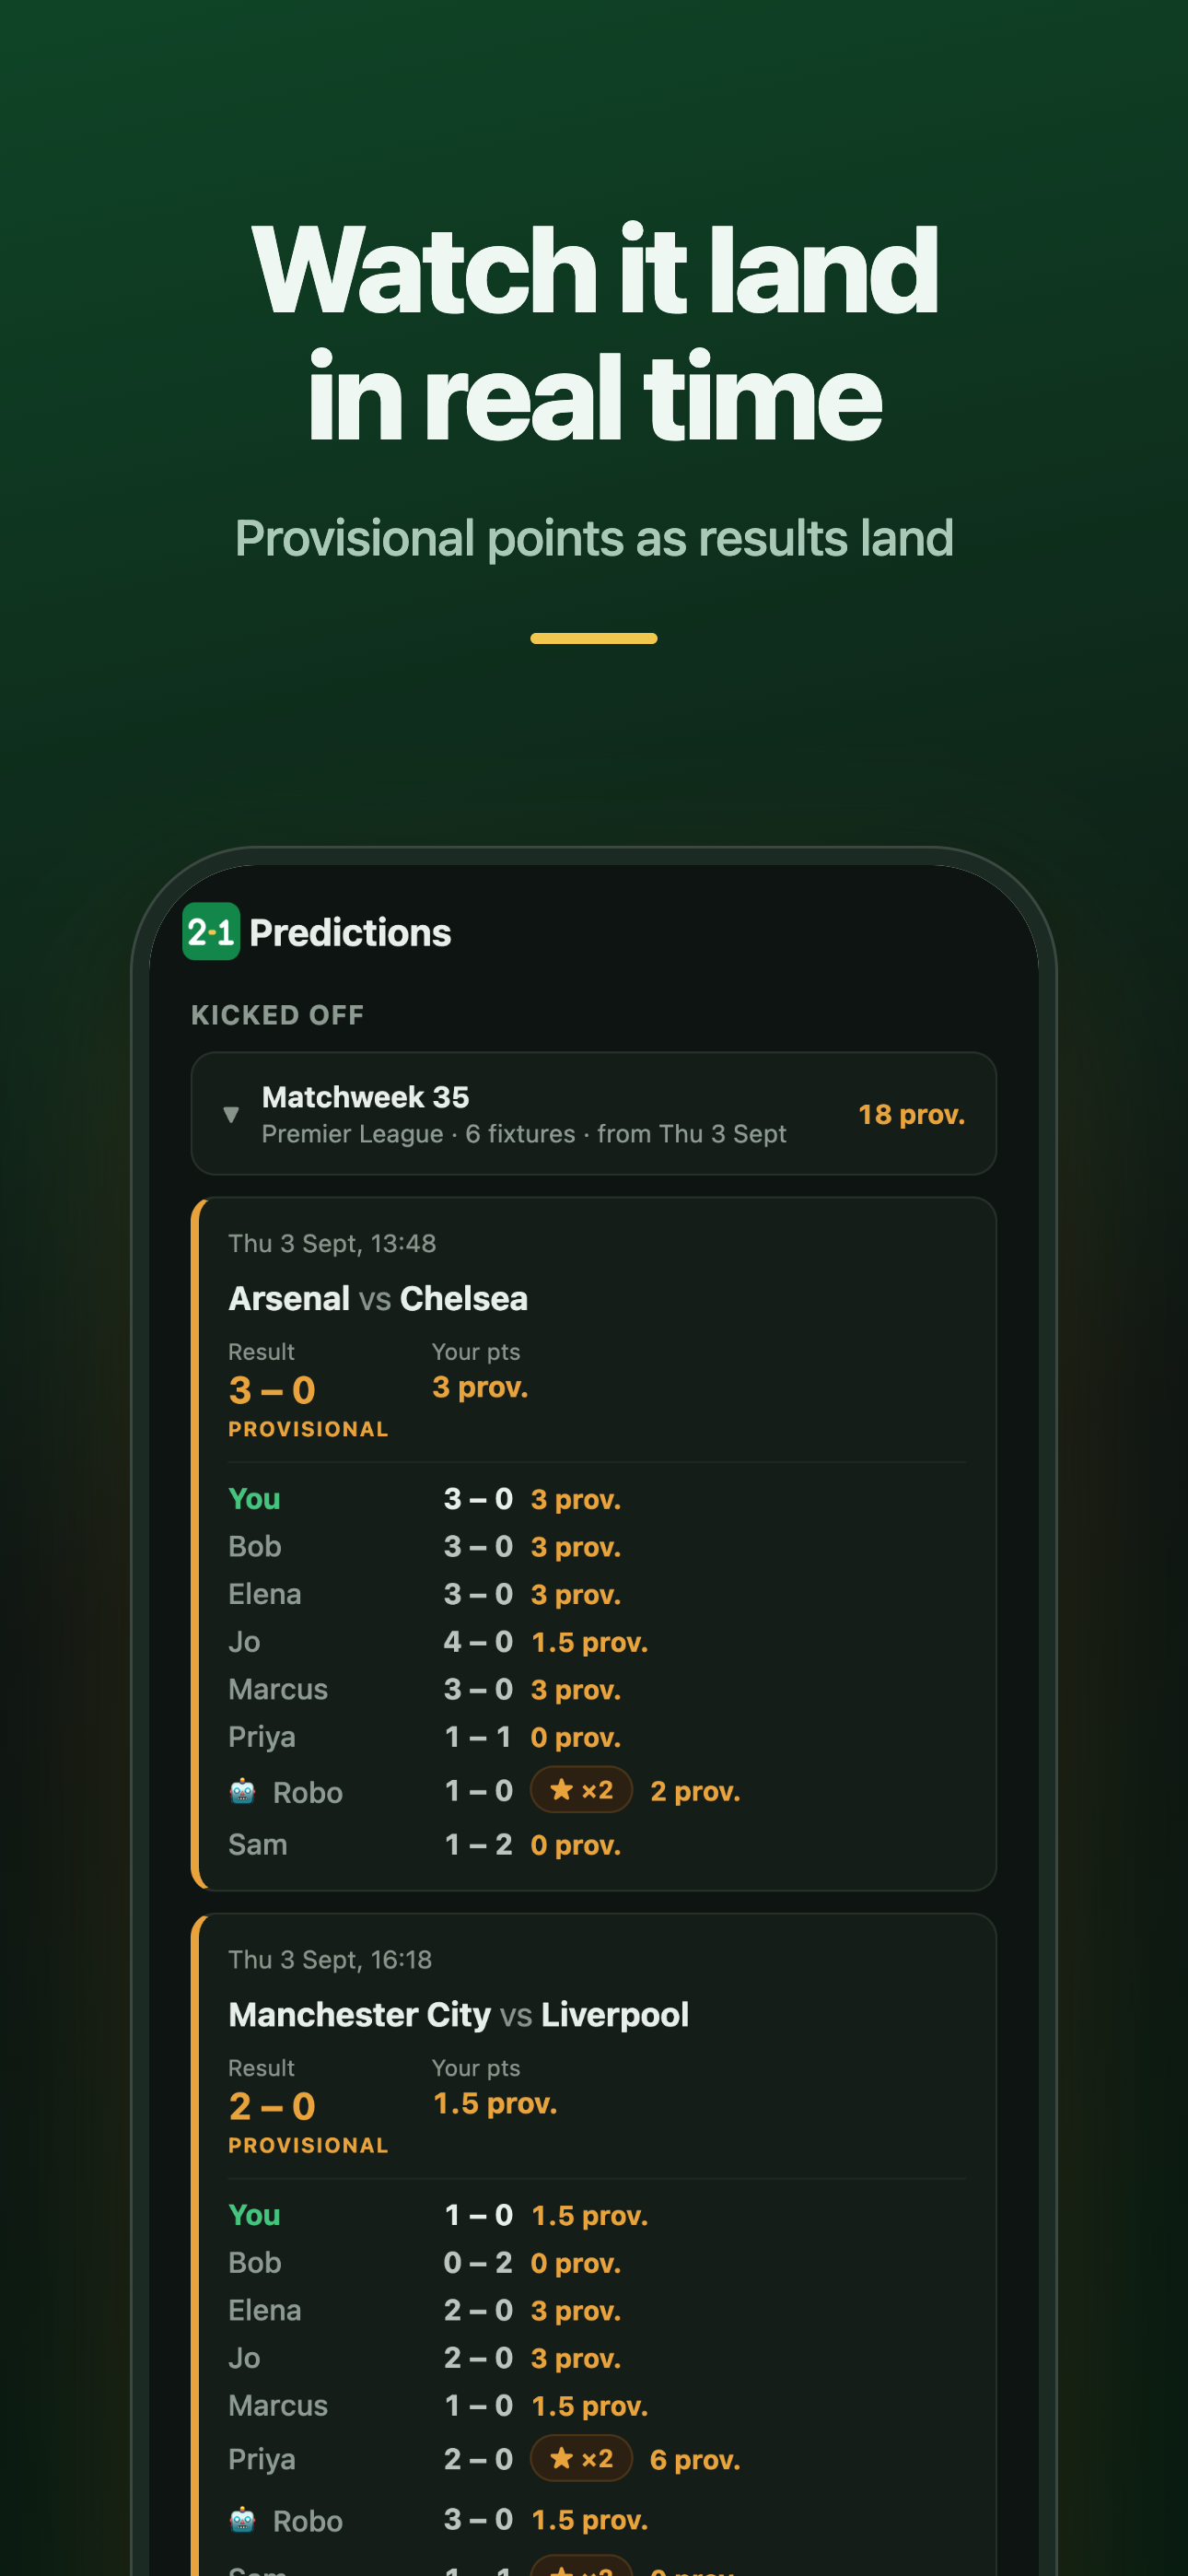 Watch it land
in real time
Provisional points as results land
2-1 Predictions
KICKED OFF
▼ Matchweek 35
18 prov.
Premier League · 6 fixtures · from Thu 3 Sept
Thu 3 Sept, 13:48
Arsenal vs Chelsea
Result Your pts
3 – 0 3 prov.
PROVISIONAL
You 3 – 0 3 prov.
Bob 3 – 0 3 prov.
Elena 3 – 0 3 prov.
Jo 4 – 0 1.5 prov.
Marcus 3 – 0 3 prov.
Priya 1 – 1 0 prov.
🤖 Robo 1 – 0 ★ ×2 2 prov.
Sam 1 – 2 0 prov.
Thu 3 Sept, 16:18
Manchester City vs Liverpool
Result Your pts
2 – 0 1.5 prov.
PROVISIONAL
You 1 – 0 1.5 prov.
Bob 0 – 2 0 prov.
Elena 2 – 0 3 prov.
Jo 2 – 0 3 prov.
Marcus 1 – 0 1.5 prov.
Priya 2 – 0 ★ ×2 6 prov.
🤖 Robo 3 – 0 1.5 prov.